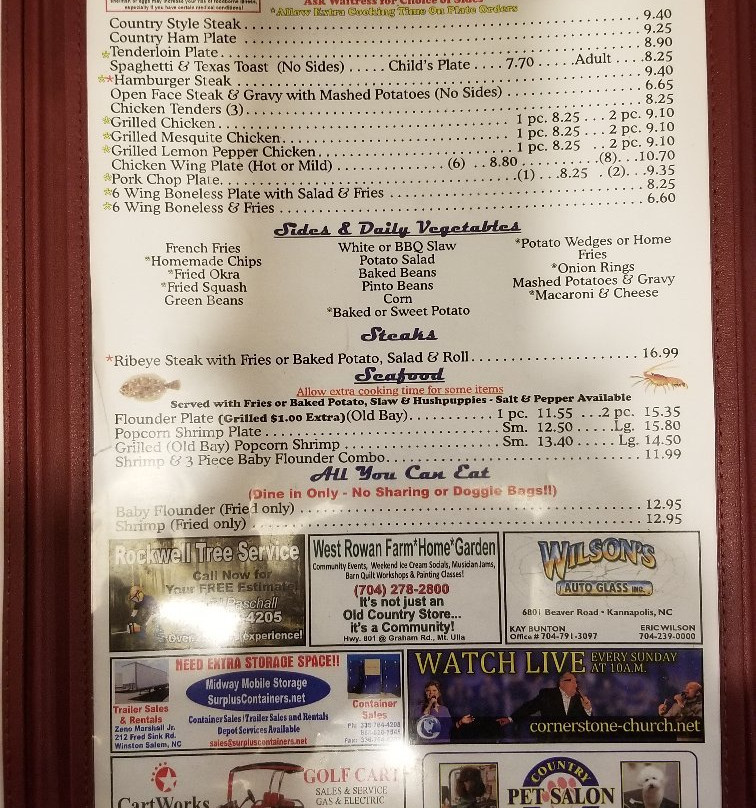 especially if you have certain medical conditions)
Ask Waitress for Choice of Sides
*Allow Extra Cooking Time On Plate Orders
Country Style Steak 9.40
Country Ham Plate 9.25
*Tenderloin Plate 8.90
Spaghetti & Texas Toast (No Sides) Child's Plate 7.70 Adult 8.25
**Hamburger Steak 9.40
Open Face Steak & Gravy with Mashed Potatoes (No Sides) 6.65
Chicken Tenders (3) 8.25
*Grilled Chicken 1 pc. 8.25 2 pc. 9.10
*Grilled Mesquite Chicken 1 pc. 8.25 2 pc. 9.10
*Grilled Lemon Pepper Chicken 1 pc. 8.25 2 pc. 9.10
Chicken Wing Plate (Hot or Mild) (6) 8.80 (8) 10.70
*Pork Chop Plate (1) 8.25 (2) 9.35
*6 Wing Boneless Plate with Salad & Fries 8.25
*6 Wing Boneless & Fries 6.60
Sides & Daily Vegetables
French Fries
*Homemade Chips
*Fried Okra
*Fried Squash
Green Beans
White or BBQ Slaw
Potato Salad
Baked Beans
Pinto Beans
Corn
*Baked or Sweet Potato
*Potato Wedges or Home
Fries
*Onion Rings
Mashed Potatoes & Gravy
*Macaroni & Cheese
Steaks
*Ribeye Steak with Fries or Baked Potato, Salad & Roll 16.99
Seafood
Allow extra cooking time for some items
Served with Fries or Baked Potato, Slaw & Hushpuppies - Salt & Pepper Available
Flounder Plate (Grilled $1.00 Extra)(Old Bay) 1 pc. 11.55 2 pc. 15.35
Popcorn Shrimp Plate Sm. 12.50 Lg. 15.80
Grilled (Old Bay) Popcorn Shrimp Sm. 13.40 Lg. 14.50
Shrimp & 3 Piece Baby Flounder Combo 11.99
All You Can Eat
(Dine in Only - No Sharing or Doggie Bags!!)
Baby Flounder (Fried only) 12.95
Shrimp (Fried only) 12.95
Rockwell Tree Service
Call Now for
Your FREE Estimate!
Paschall
-4205
Over experience!
West Rowan Farm*Home*Garden
Community Events, Weekend Ice Cream Socials, Musician Jams,
Barn Quilt Workshops & Painting Classes!
(704) 278-2800
It's not just an
Old Country Store...
it's a Community!
Hwy. 801 @ Graham Rd., Mt. Ulla
WILSON'S
AUTO GLASS INC.
6801 Beaver Road • Kannapolis, NC
KAY BUNTON
Office # 704-791-3097
ERIC WILSON
704-239-0000
NEED EXTRA STORAGE SPACE!!
Midway Mobile Storage
SurplusContainers.net
Trailer Sales
& Rentals
Zeno Marshall Jr.
212 Fred Sink Rd.
Winston Salem, NC
Container Sales/Trailer Sales and Rentals
Depot Services Available
sales@surpluscontainers.net
Container
Sales
WATCH LIVE EVERY SUNDAY
AT 10A.M.
cornerstone-church.net
CartWorks
GOLF CART
SALES & SERVICE
GAS & ELECTRIC
COUNTRY
PET SALON